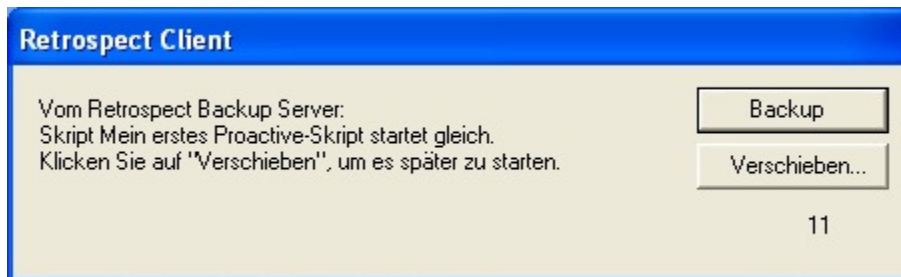 Retrospect Client
Vom Retrospect Backup Server:
Skript Mein erstes Proactive-Skript startet gleich.
Klicken Sie auf "Verschieben", um es später zu starten.
Backup
Verschieben...
11